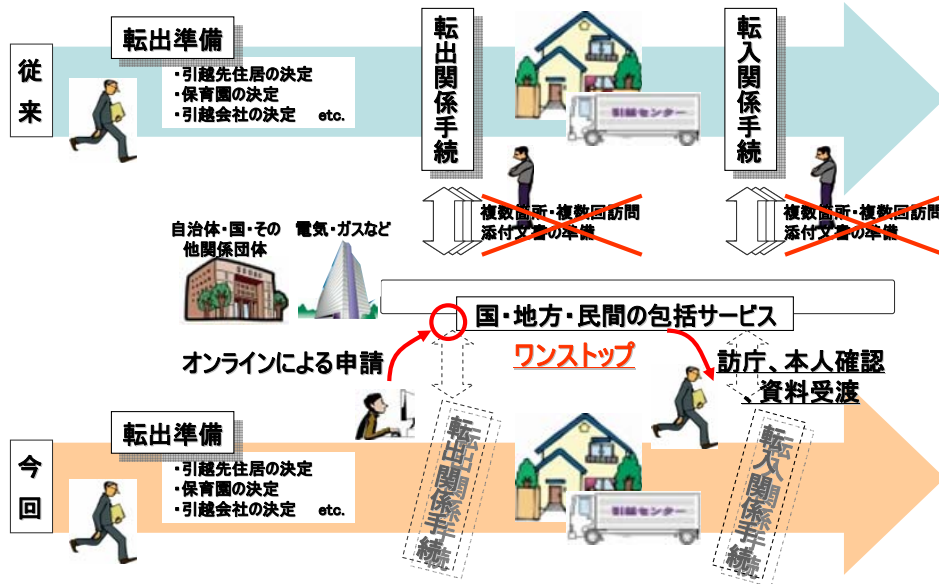 従来
転出準備
・引越先住居の決定
・保育園の決定
・引越会社の決定 etc.
転出関係手続
引越センター
転入関係手続
複数箇所・複数回訪問
添付文書の準備
複数箇所・複数回訪問
添付文書の準備
自治体・国・その
他関係団体
電気・ガスなど
国・地方・民間の包括サービス
オンラインによる申請
ワンストップ
訪庁、本人確認
、資料受渡
今回
転出準備
・引越先住居の決定
・保育園の決定
・引越会社の決定 etc.
転出関係手続
引越センター
転入関係手続